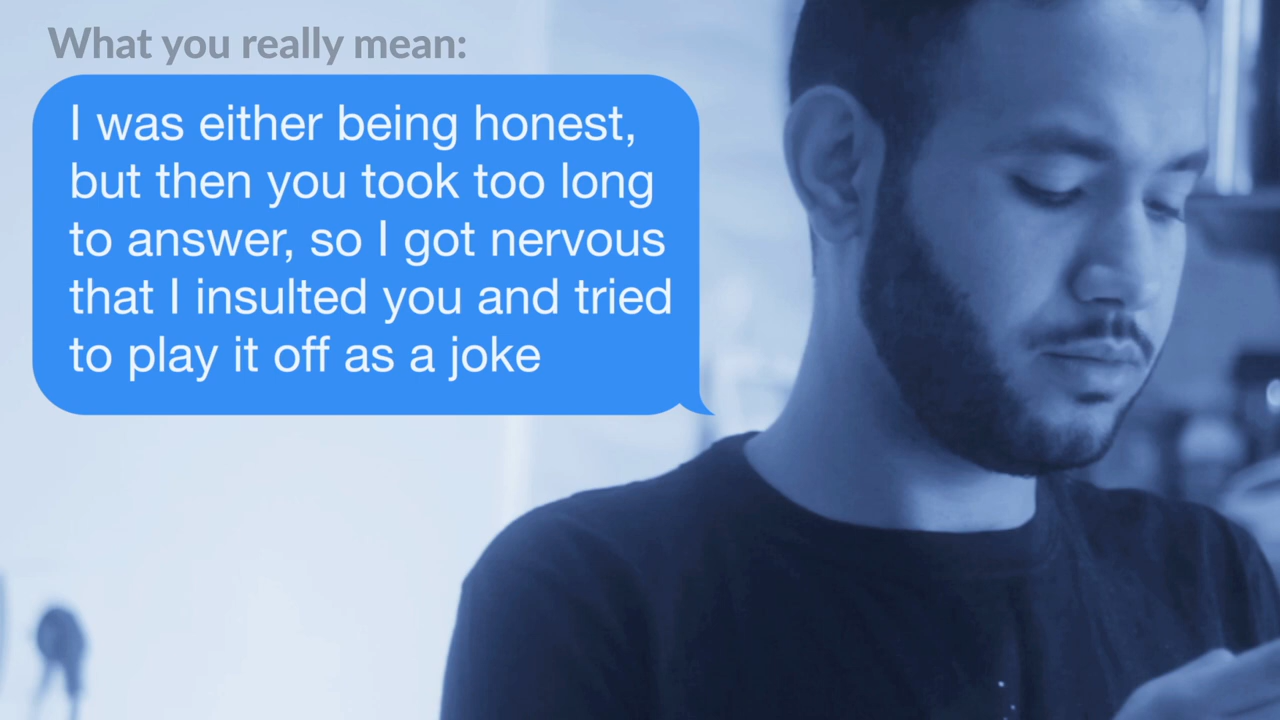 What you really mean:
I was either being honest,
but then you took too long
to answer, so I got nervous
that I insulted you and tried
to play it off as a joke